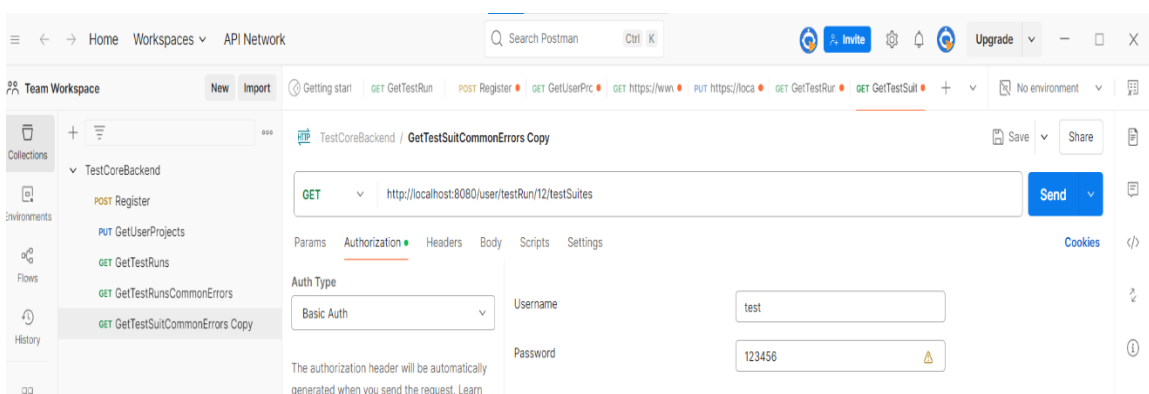 Home Workspaces API Network Search Postman Ctrl K Invite Upgrade
Team Workspace New Import Getting start GET GetTestRun POST Register GET GetUserPrc GET https://ww PUT https://loca GET GetTestRur GET GetTestSuit No environment
Collections
Environments
Flows
History
TestCoreBackend
POST Register
PUT GetUserProjects
GET GetTestRuns
GET GetTestRunsCommonErrors
GET GetTestSuitCommonErrors Copy
HTTP TestCoreBackend / GetTestSuitCommonErrors Copy Save Share
GET http://localhost:8080/user/testRun/12/testSuites Send
Params Authorization Headers Body Scripts Settings Cookies
Auth Type
Basic Auth
Username test
Password 123456
The authorization header will be automatically
generated when you send the request. Learn